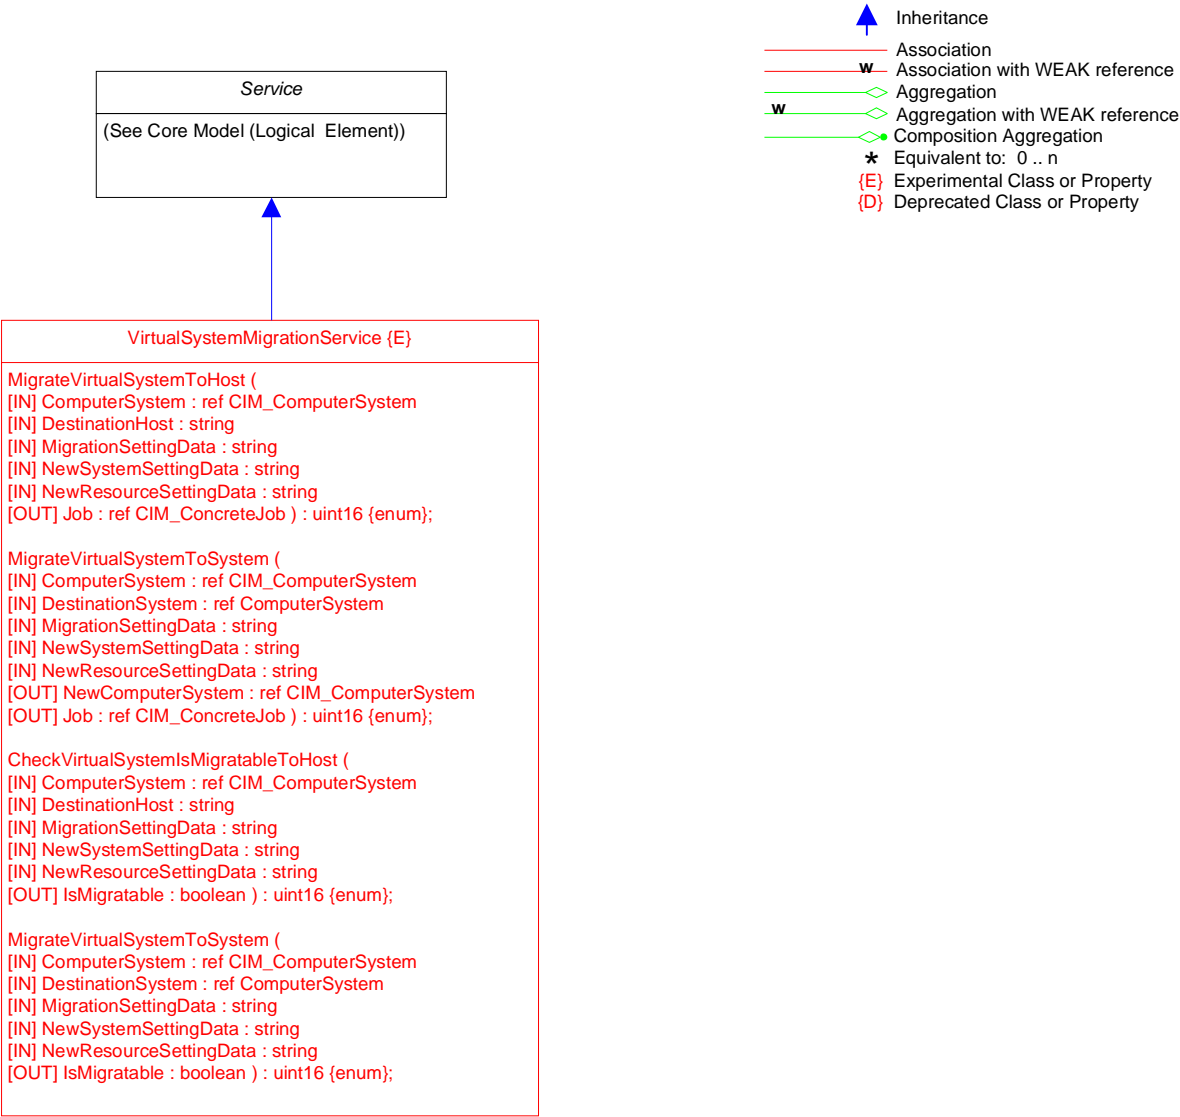 Inheritance
Association
w Association with WEAK reference
Aggregation
w Aggregation with WEAK reference
Composition Aggregation
* Equivalent to: 0 .. n
{E} Experimental Class or Property
{D} Deprecated Class or Property
Service
(See Core Model (Logical Element))
VirtualSystemMigrationService {E}
MigrateVirtualSystemToHost (
[IN] ComputerSystem : ref CIM_ComputerSystem
[IN] DestinationHost : string
[IN] MigrationSettingData : string
[IN] NewSystemSettingData : string
[IN] NewResourceSettingData : string
[OUT] Job : ref CIM_ConcreteJob ) : uint16 {enum};
MigrateVirtualSystemToSystem (
[IN] ComputerSystem : ref CIM_ComputerSystem
[IN] DestinationSystem : ref ComputerSystem
[IN] MigrationSettingData : string
[IN] NewSystemSettingData : string
[IN] NewResourceSettingData : string
[OUT] NewComputerSystem : ref CIM_ComputerSystem
[OUT] Job : ref CIM_ConcreteJob ) : uint16 {enum};
CheckVirtualSystemIsMigratableToHost (
[IN] ComputerSystem : ref CIM_ComputerSystem
[IN] DestinationHost : string
[IN] MigrationSettingData : string
[IN] NewSystemSettingData : string
[IN] NewResourceSettingData : string
[OUT] IsMigratable : boolean ) : uint16 {enum};
MigrateVirtualSystemToSystem (
[IN] ComputerSystem : ref CIM_ComputerSystem
[IN] DestinationSystem : ref ComputerSystem
[IN] MigrationSettingData : string
[IN] NewSystemSettingData : string
[IN] NewResourceSettingData : string
[OUT] IsMigratable : boolean ) : uint16 {enum};